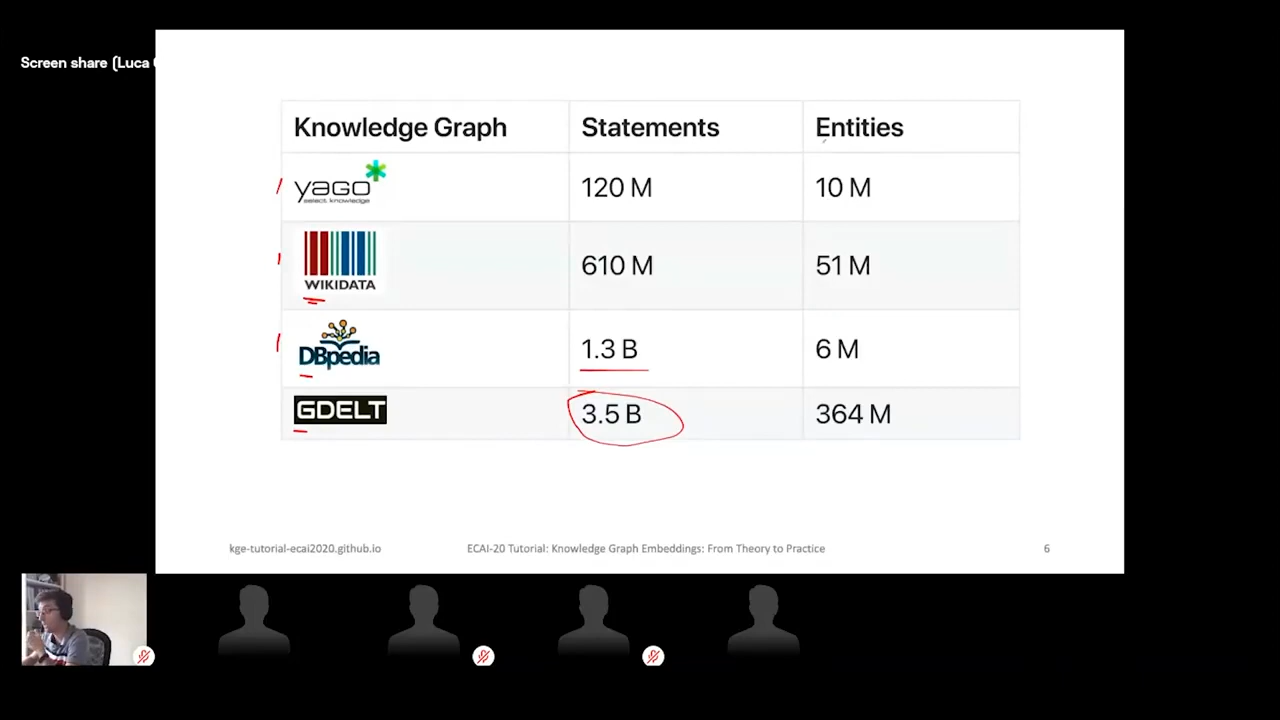 Screen share (Luca
Knowledge Graph Statements Entities
yago
select knowledge
120 M 10 M
WIKIDATA
610 M 51 M
DBpedia
1.3 B 6 M
GDELT
3.5 B 364 M
kge-tutorial-ecai2020.github.io ECAI-20 Tutorial: Knowledge Graph Embeddings: From Theory to Practice 6